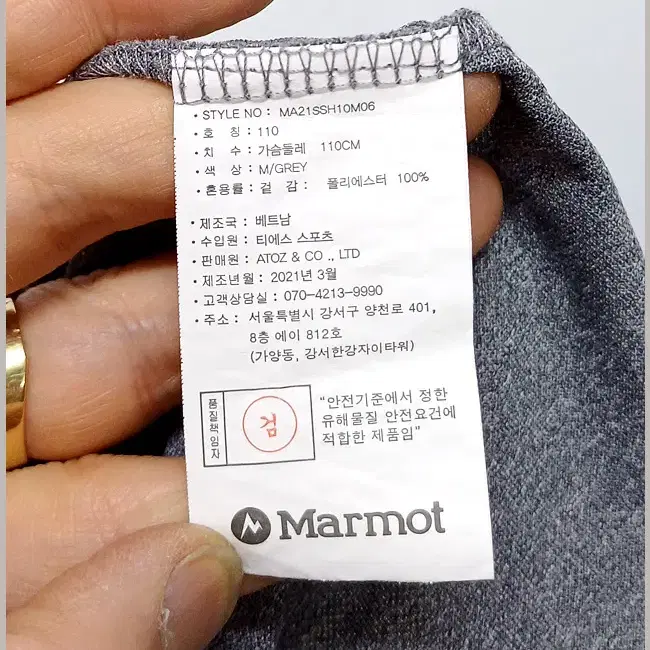 · STYLE NO : MA21SSH10M06
· 호 칭 : 110
· 치 수 : 가슴둘레 110CM
· 색 상 : M/GREY
· 혼용률 : 겉 감 : 폴리에스터 100%
· 제조국 : 베트남
· 수입원 : 티에스 스포츠
· 판매원 : ATOZ & CO ., LTD
· 제조년월 : 2021년 3월
· 고객상담실 : 070-4213-9990
· 주소 : 서울특별시 강서구 양천로 401,
8층 에이 812호
(가양동, 강서한강자이타워)
품질책임자
검
“안전기준에서 정한
유해물질 안전요건에
적합한 제품임”
Marmot